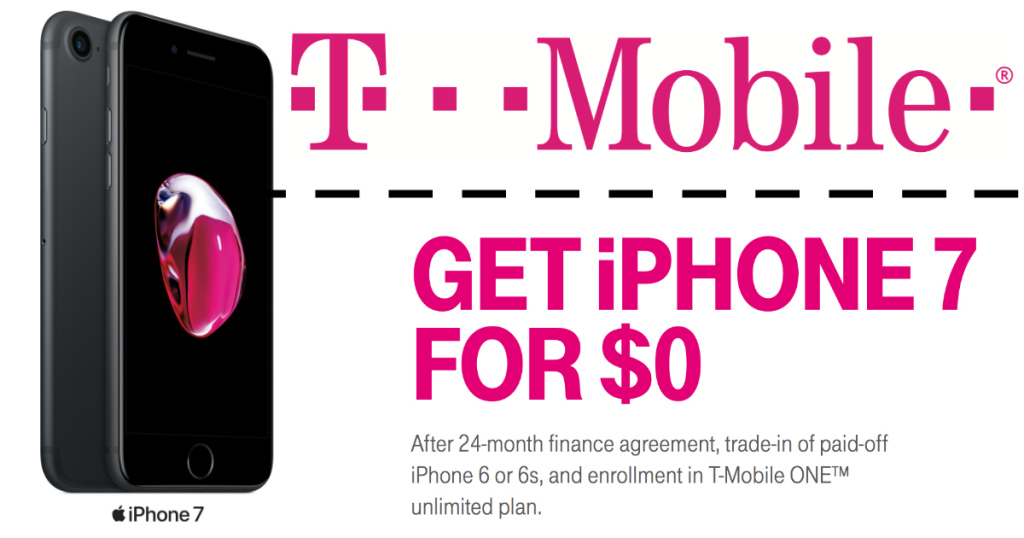 T · · Mobile·®
GET iPHONE 7
FOR $0
After 24-month finance agreement, trade-in of paid-off
iPhone 6 or 6s, and enrollment in T-Mobile ONE™
unlimited plan.
iPhone 7